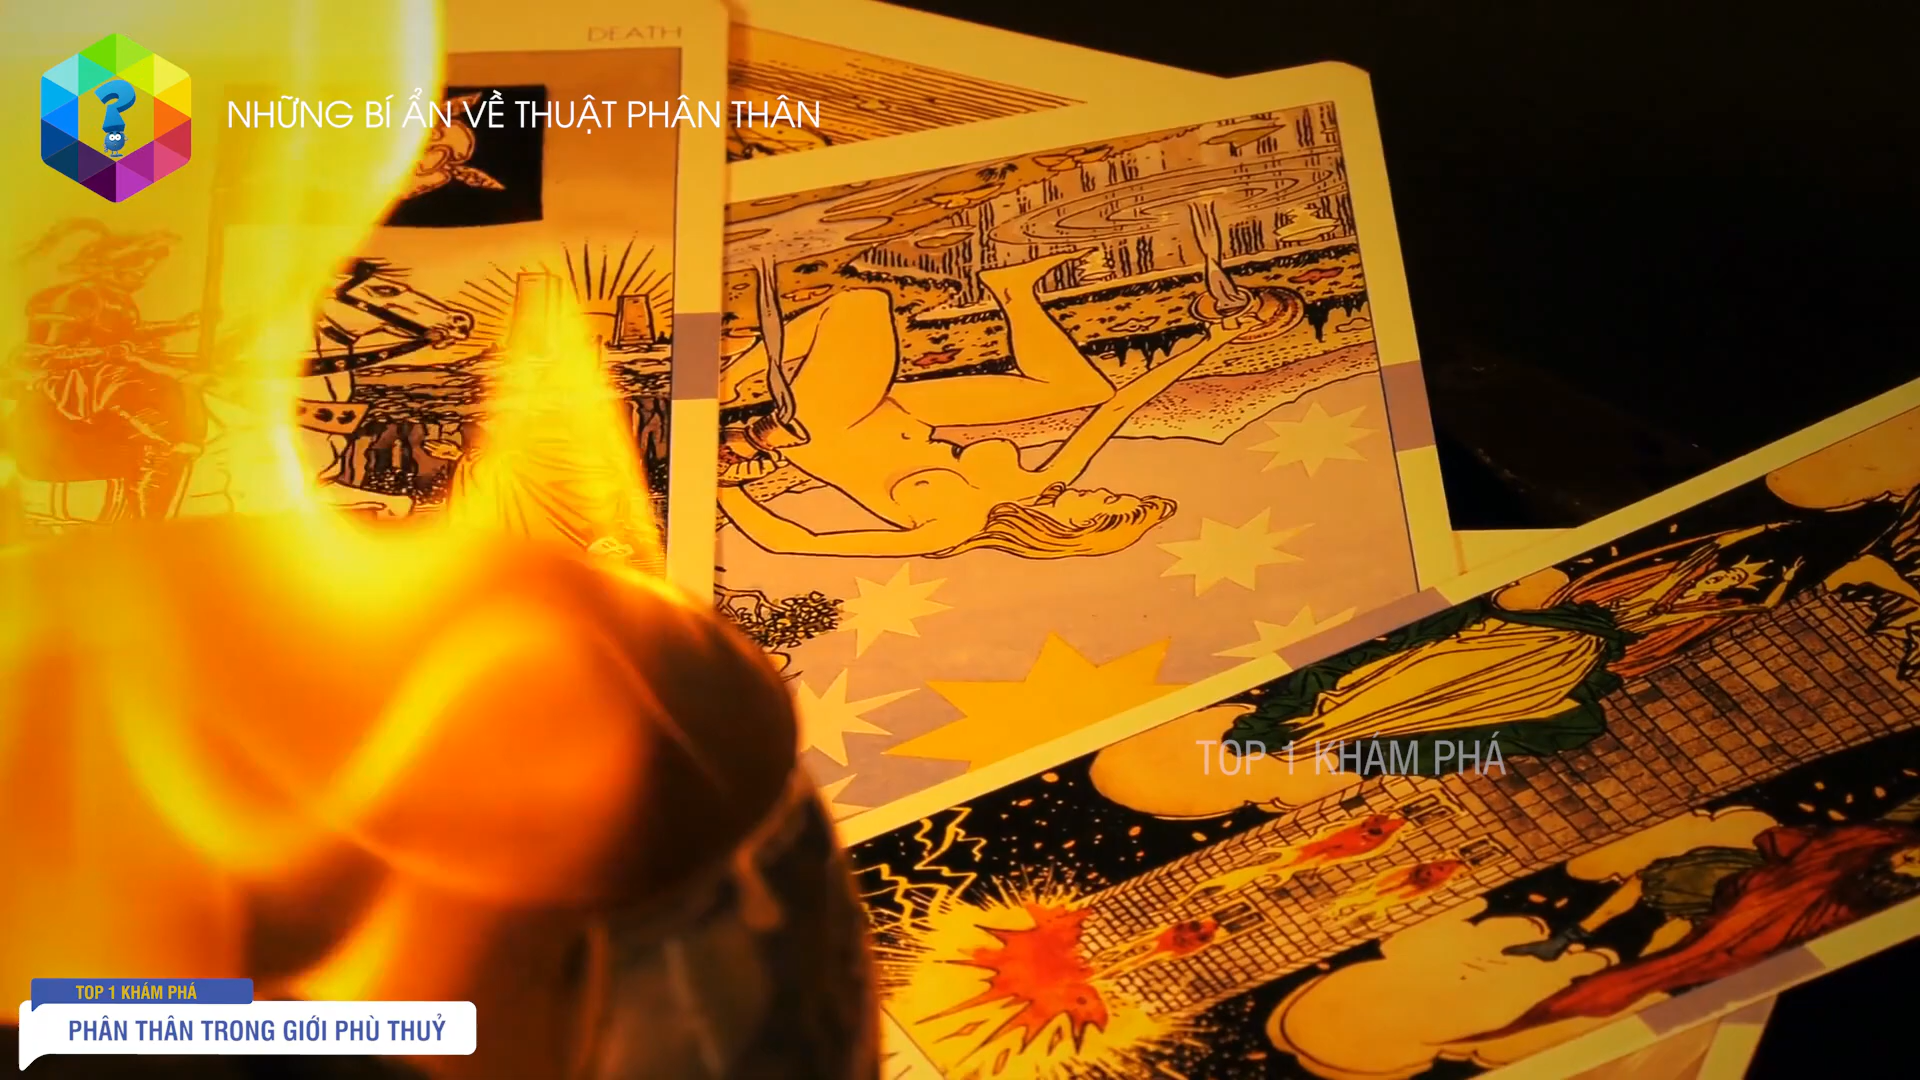 DEATH
NHỮNG BÍ ẨN VỀ THUẬT PHÂN THÂN
TOP 1 KHÁM PHÁ
TOP 1 KHÁM PHÁ
PHÂN THÂN TRONG GIỚI PHÙ THUỶ